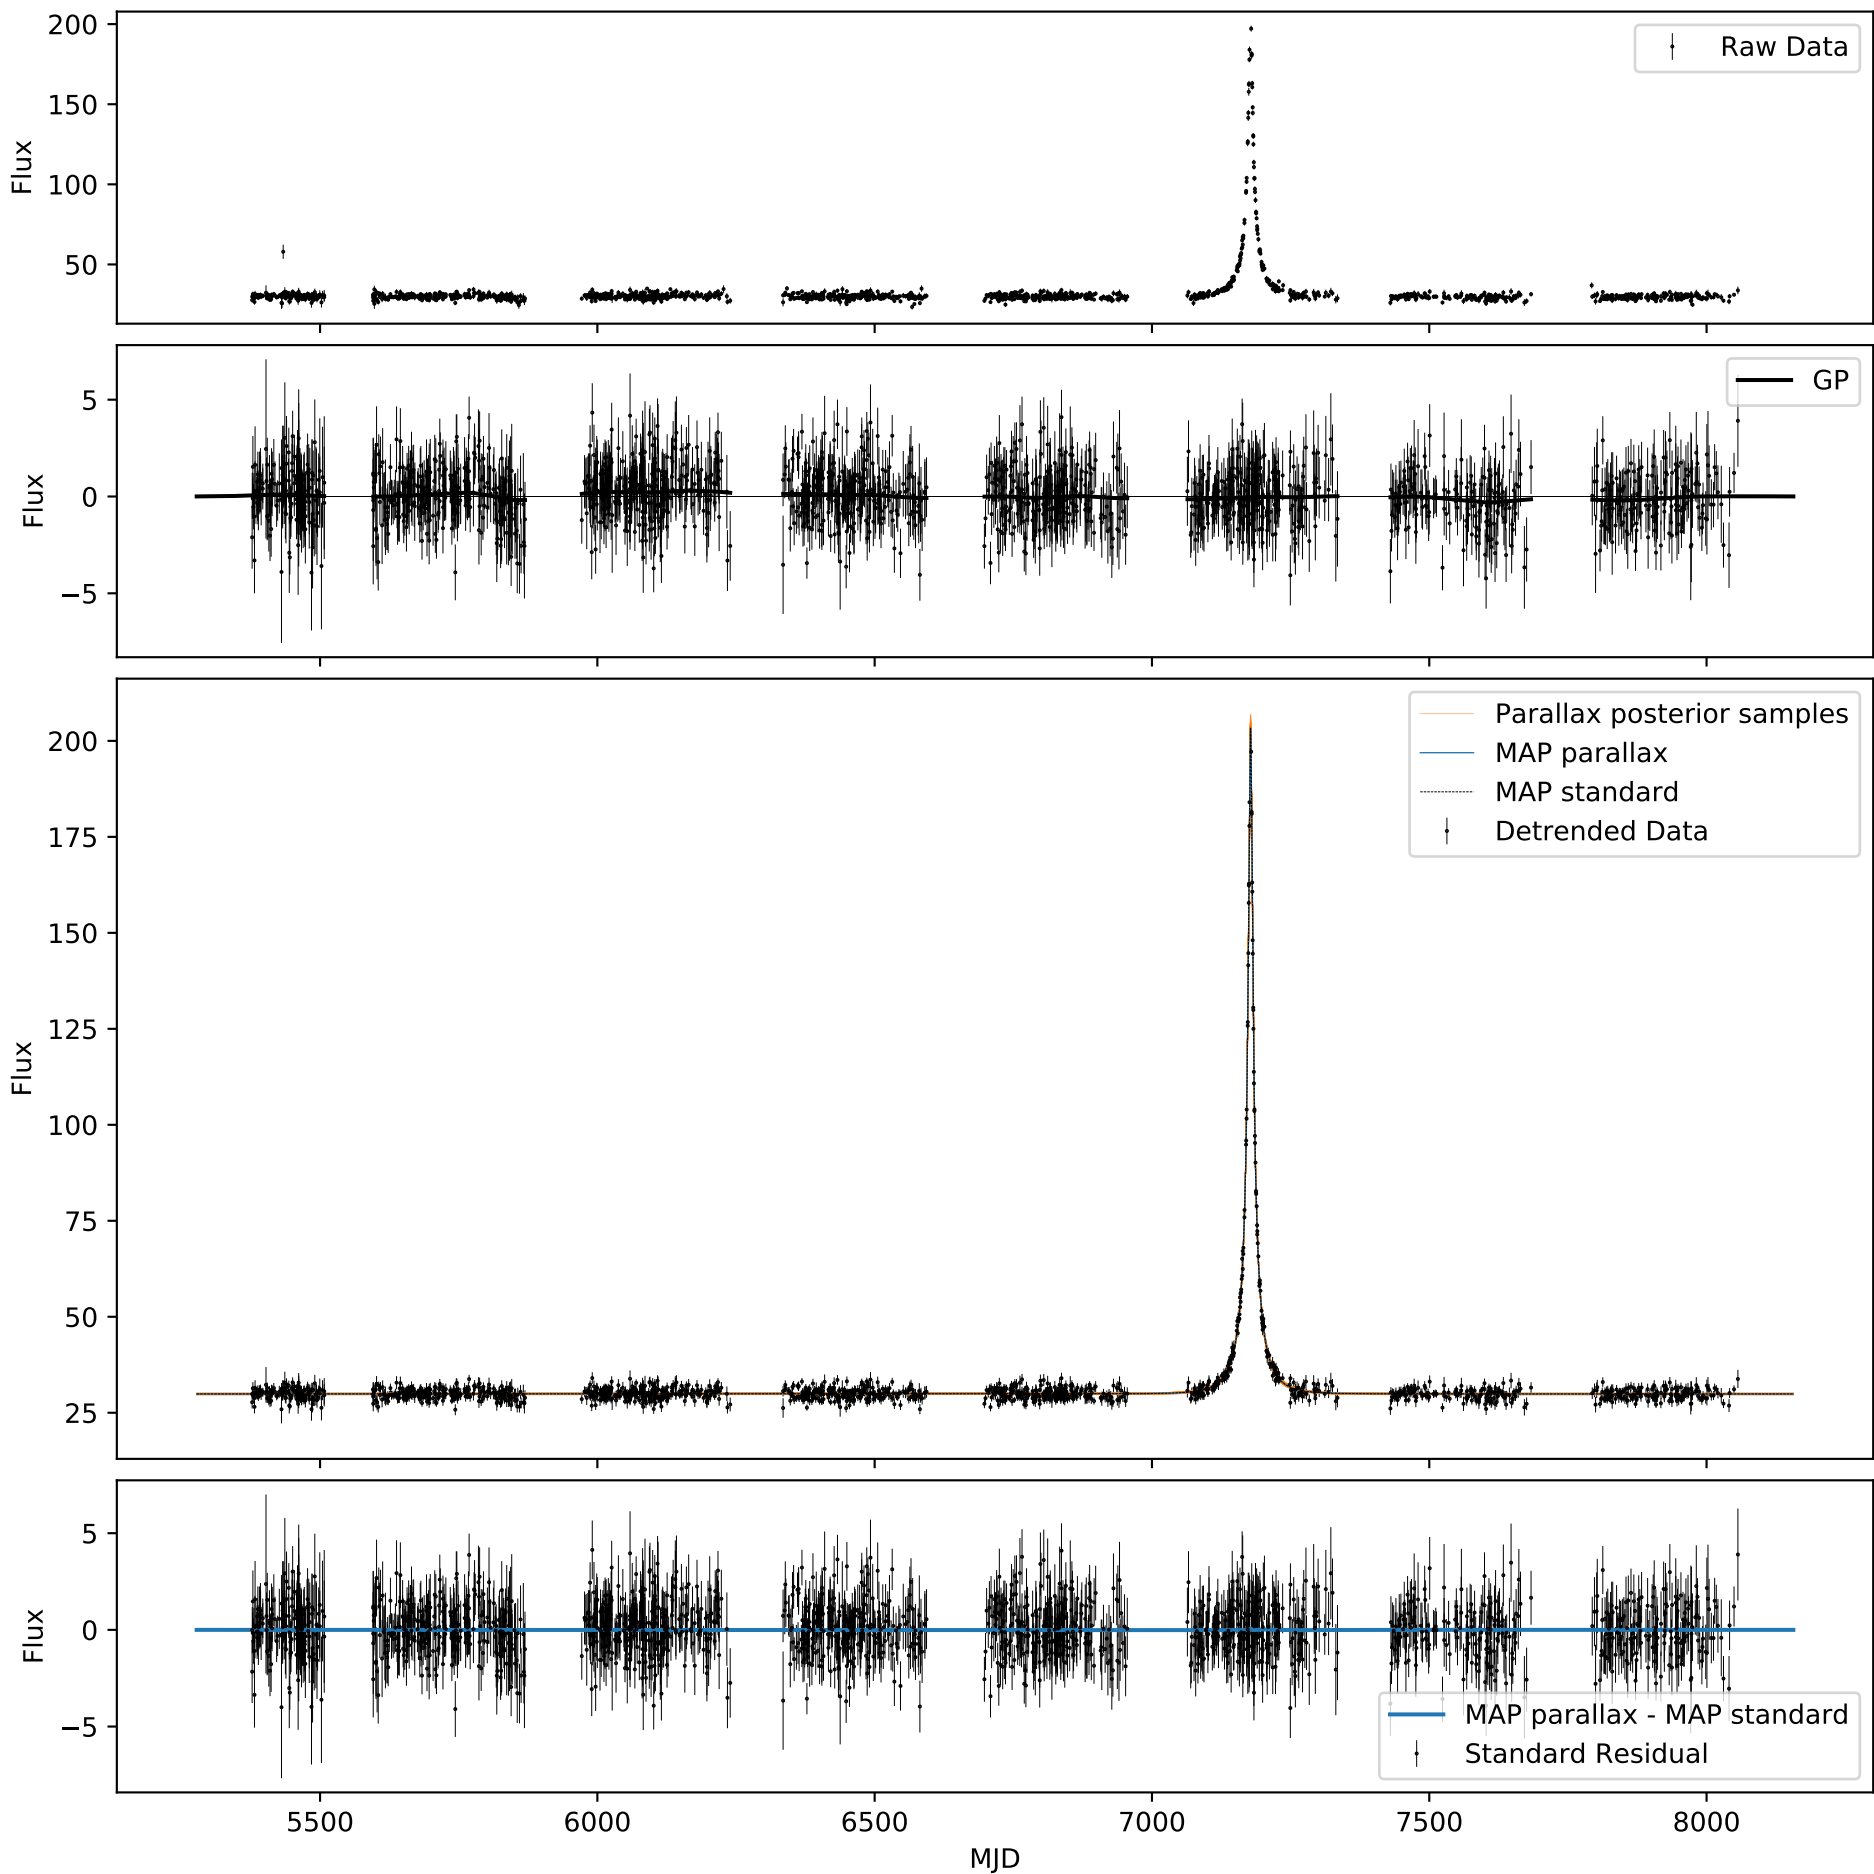 200
150
100
50
Flux
Raw Data
5
0
−5
Flux
GP
200
175
150
125
100
75
50
25
Flux
Parallax posterior samples
MAP parallax
MAP standard
Detrended Data
5
0
−5
Flux
MAP parallax - MAP standard
Standard Residual
5500 6000 6500 7000 7500 8000
MJD